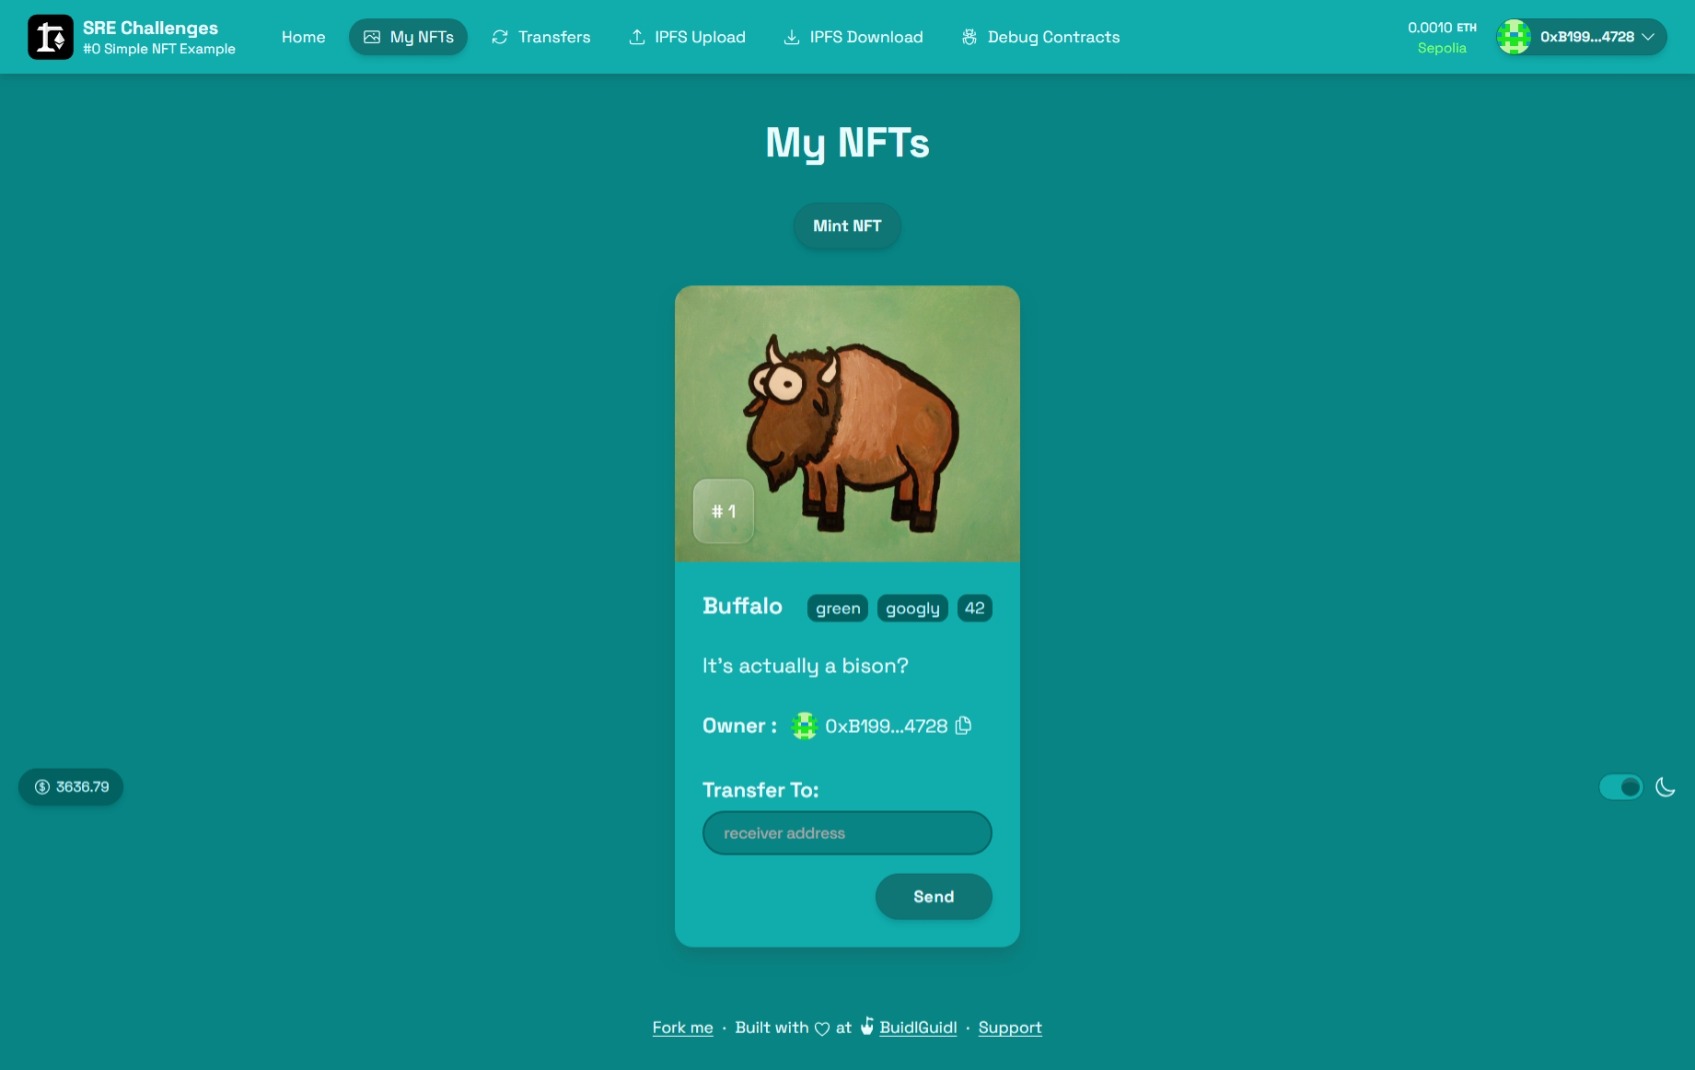 SRE Challenges
#0 Simple NFT Example
Home
My NFTs
Transfers
IPFS Upload
IPFS Download
Debug Contracts
0.0010 ETH
Sepolia
0xB199...4728
My NFTs
Mint NFT
# 1
Buffalo green googly 42
It's actually a bison?
Owner : 0xB199...4728
Transfer To:
receiver address
Send
3636.79
Fork me · Built with at BuidlGuidl · Support